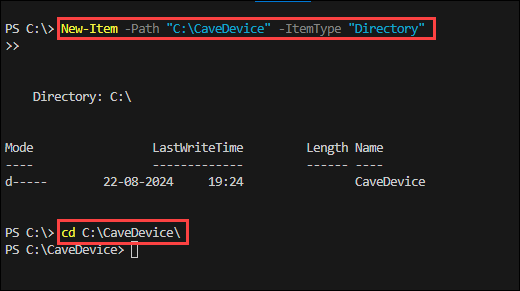 PS C:\> New-Item -Path "C:\CaveDevice" -ItemType "Directory"
>>
Directory: C:\
Mode LastWriteTime Length Name
---- ------------- ------ ----
d----- 22-08-2024 19:24 CaveDevice
PS C:\> cd C:\CaveDevice\
PS C:\CaveDevice>